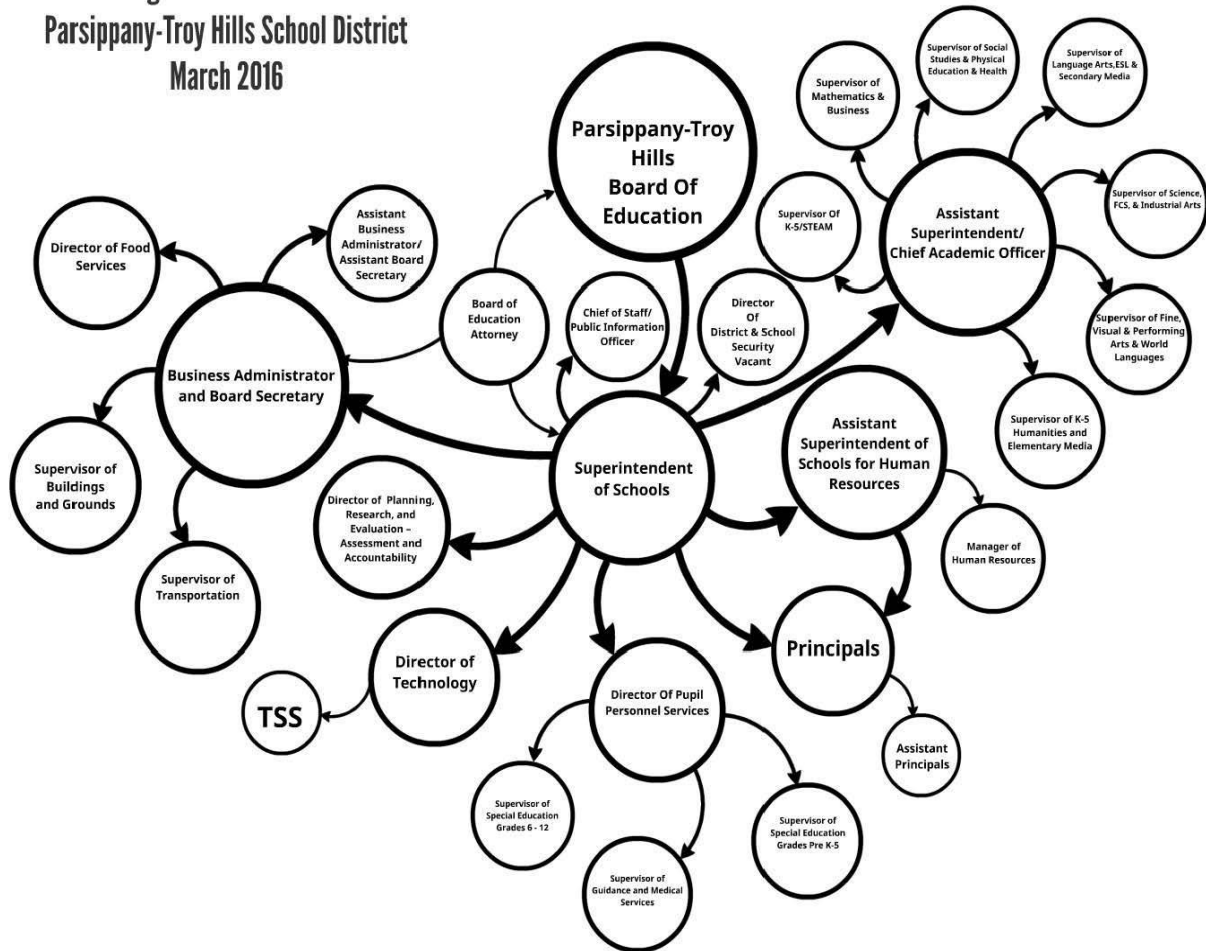 Parsippany-Troy Hills School District
March 2016
Supervisor of Social
Studies & Physical
Education & Health
Supervisor of
Language Arts,ESL &
Secondary Media
Supervisor of
Mathematics &
Business
Parsippany-Troy
Hills
Board Of
Education
Supervisor of Science,
FCS, & Industrial Arts
Supervisor Of
K-5/STEAM
Assistant
Superintendent/
Chief Academic Officer
Director of Food
Services
Assistant
Business
Administrator/
Assistant Board
Secretary
Board of
Education
Attorney
Chief of Staff/
Public Information
Officer
Director
Of
District & School
Security
Vacant
Supervisor of Fine,
Visual & Performing
Arts & World
Languages
Business Administrator
and Board Secretary
Assistant
Superintendent of
Schools for Human
Resources
Supervisor of K-5
Humanities and
Elementary Media
Supervisor of
Buildings
and Grounds
Director of Planning,
Research, and
Evaluation –
Assessment and
Accountability
Superintendent
of Schools
Manager of
Human Resources
Supervisor of
Transportation
Director of
Technology
Principals
TSS
Director Of Pupil
Personnel Services
Assistant
Principals
Supervisor of
Special Education
Grades 6 - 12
Supervisor of
Special Education
Grades Pre K-5
Supervisor of
Guidance and Medical
Services